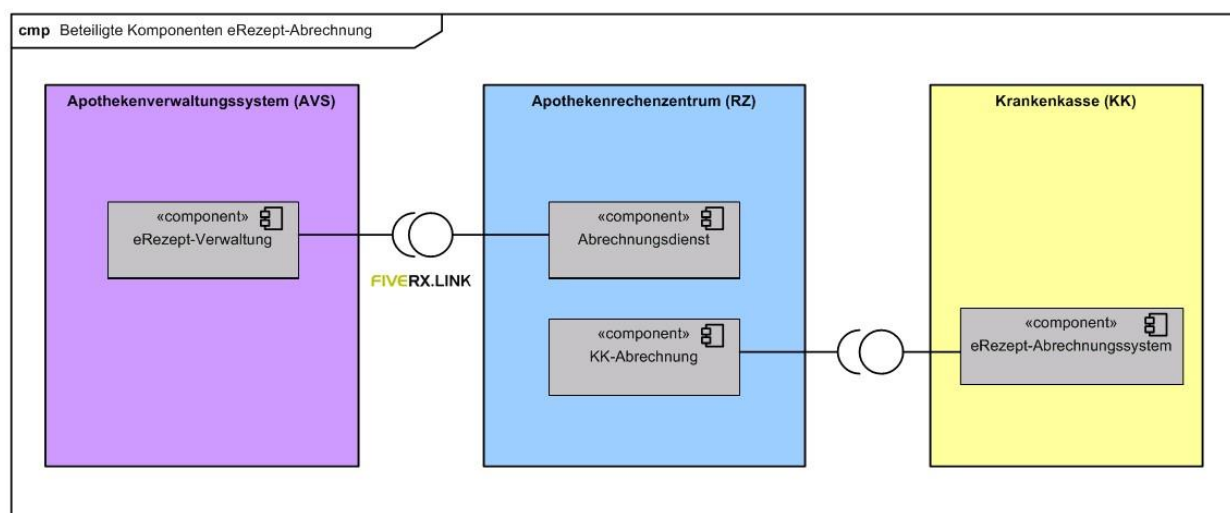 cmp Beteiligte Komponenten eRezept-Abrechnung
Apothekenverwaltungssystem (AVS)
Apothekenrechenzentrum (RZ)
Krankenkasse (KK)
«component»
eRezept-Verwaltung
FIVERX.LINK
«component»
Abrechnungsdienst
«component»
KK-Abrechnung
«component»
eRezept-Abrechnungssystem